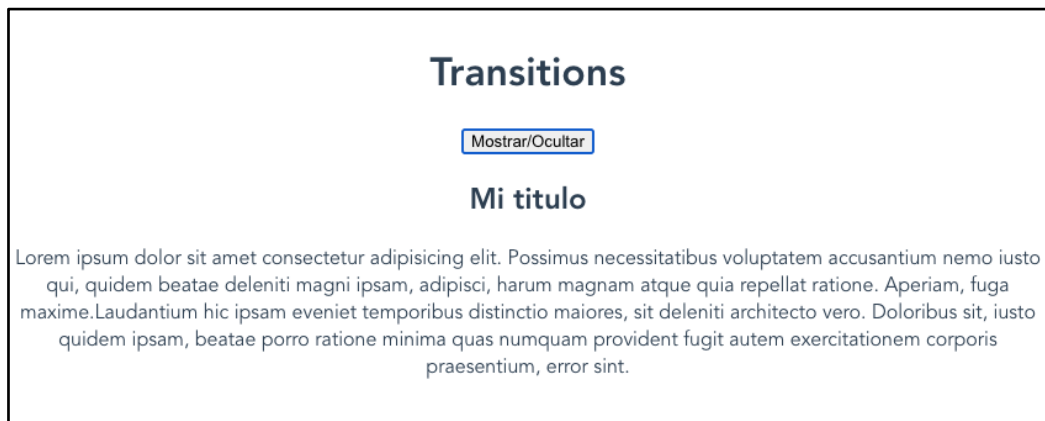 Transitions
Mostrar/Ocultar
Mi titulo
Lorem ipsum dolor sit amet consectetur adipisicing elit. Possimus necessitatibus voluptatem accusantium nemo iusto
qui, quidem beatae deleniti magni ipsam, adipisci, harum magnam atque quia repellat ratione. Aperiam, fuga
maxime.Laudantium hic ipsam eveniet temporibus distinctio maiores, sit deleniti architecto vero. Doloribus sit, iusto
quidem ipsam, beatae porro ratione minima quas numquam provident fugit autem exercitationem corporis
praesentium, error sint.